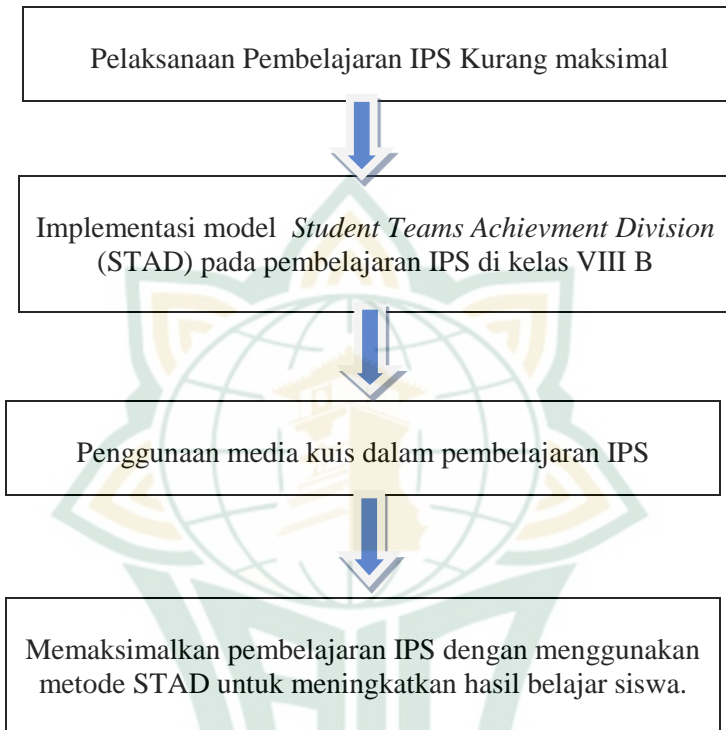 Pelaksanaan Pembelajaran IPS Kurang maksimal
Implementasi model Student Teams Achievment Division
(STAD) pada pembelajaran IPS di kelas VIII B
Penggunaan media kuis dalam pembelajaran IPS
Memaksimalkan pembelajaran IPS dengan menggunakan
metode STAD untuk meningkatkan hasil belajar siswa.